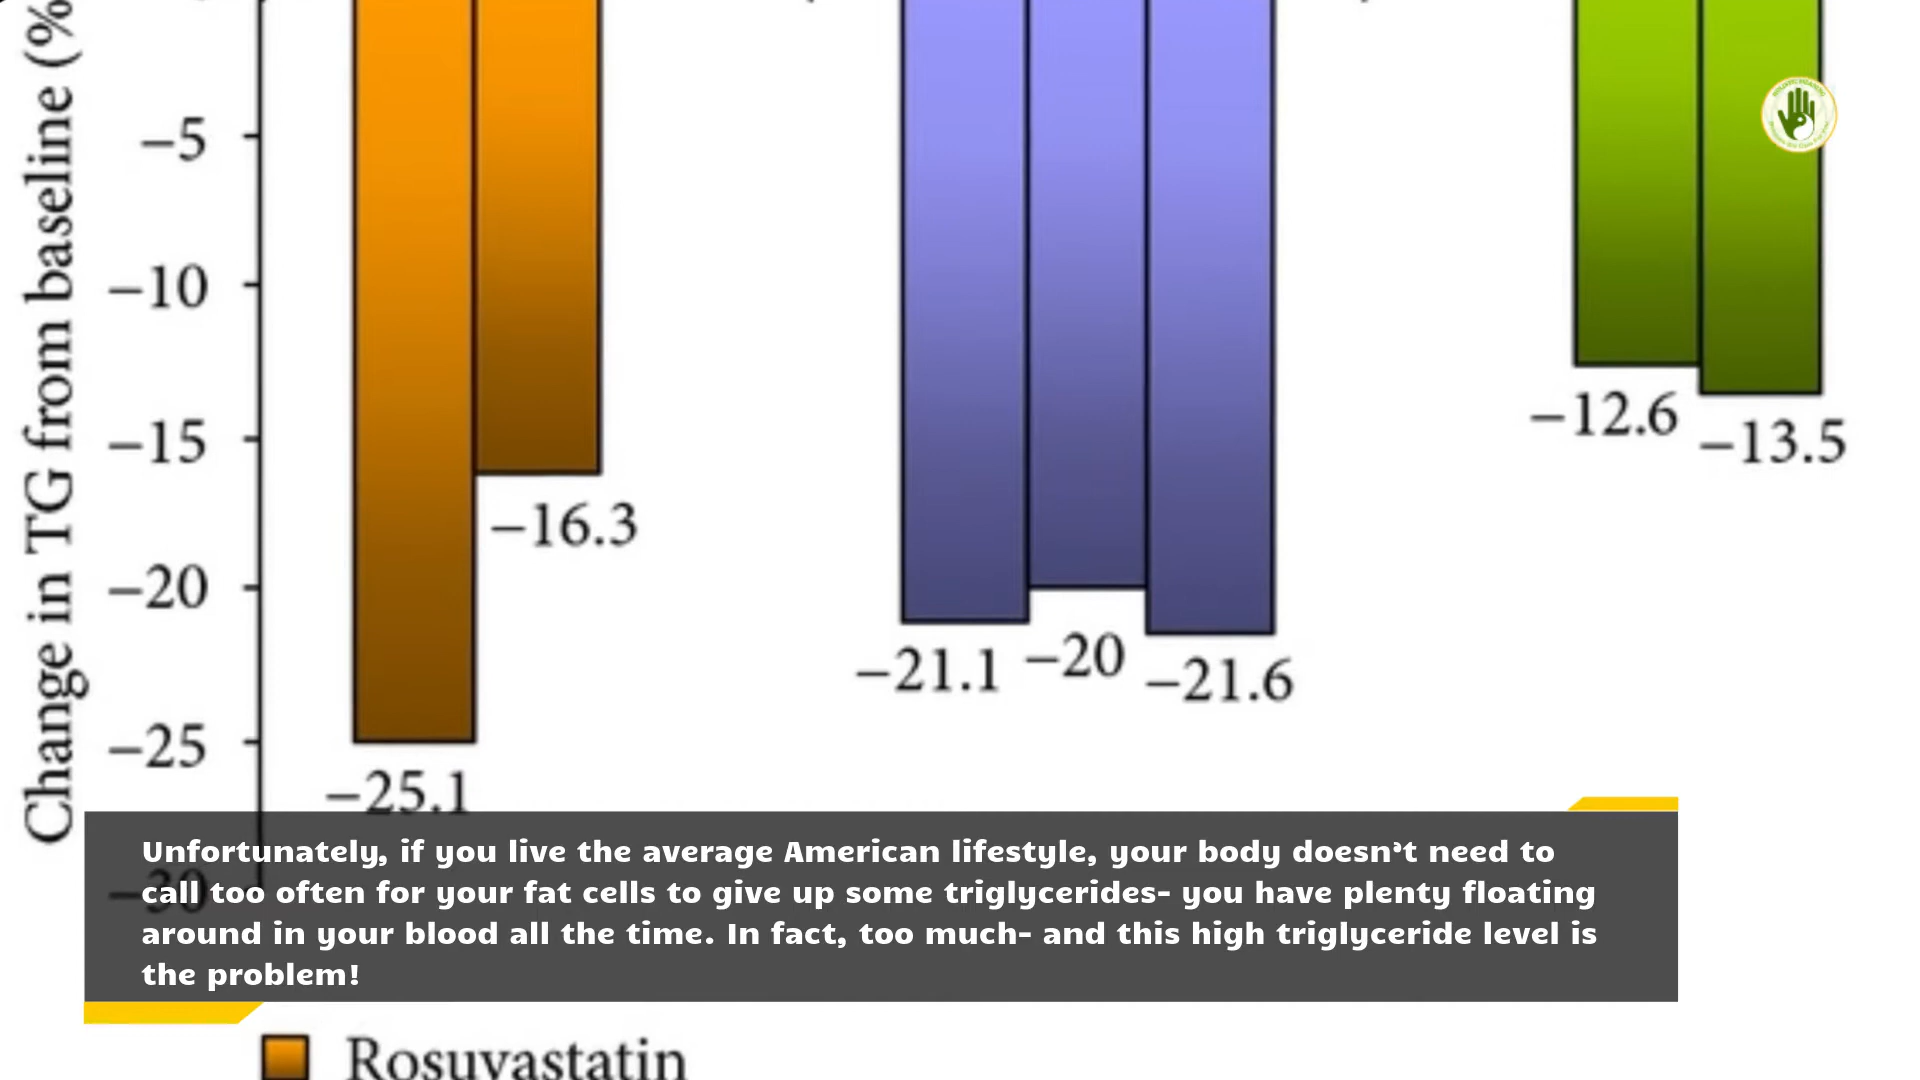 Change in TG from baseline (%
−5
−10
−15
−20
−25
−30
−25.1
−16.3
−21.1
−20
−21.6
−12.6
−13.5
Unfortunately, if you live the average American lifestyle, your body doesn't need to
call too often for your fat cells to give up some triglycerides- you have plenty floating
around in your blood all the time. In fact, too much- and this high triglyceride level is
the problem!
Rosuvastatin